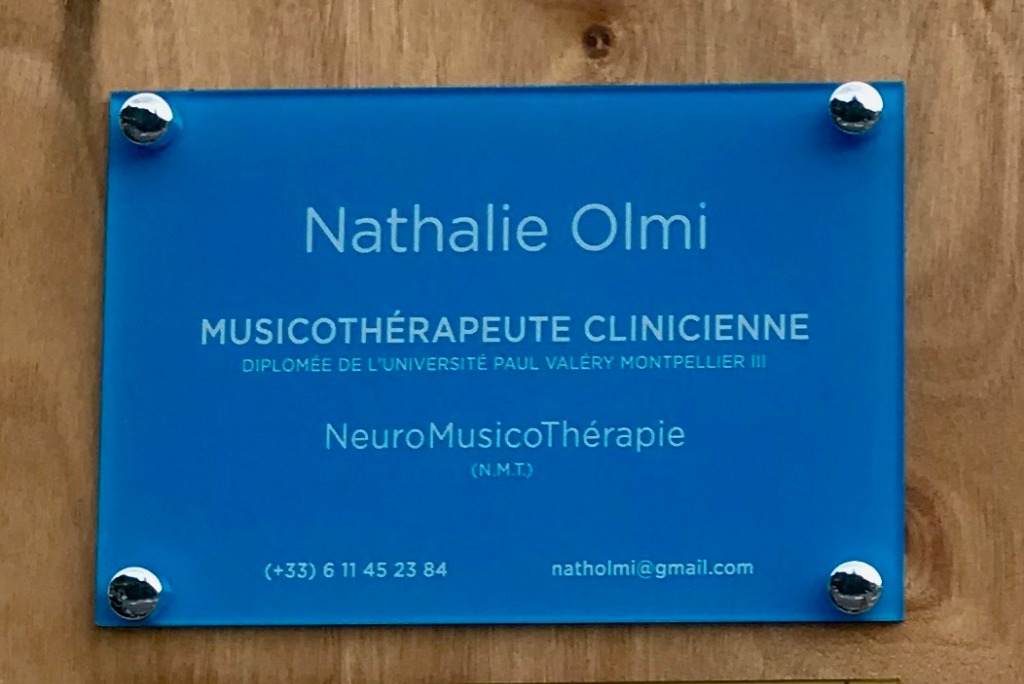 Nathalie Olmi
MUSICOTHÉRAPEUTE CLINICIENNE
DIPLOMÉE DE L'UNIVERSITÉ PAUL VALÉRY MONTPELLIER III
NeuroMusicoThérapie
(N.M.T.)
(+33) 6 11 45 23 84 natholmi@gmail.com